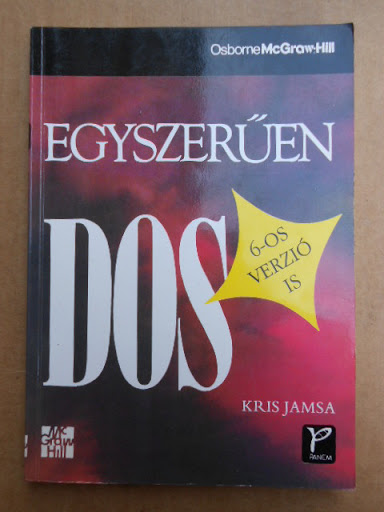 Osborne McGraw-Hill
EGYSZERŰEN
DOS
6-OS
VERZIÓ
IS
KRIS JAMSA
Mc
Graw
Hill
PANEM